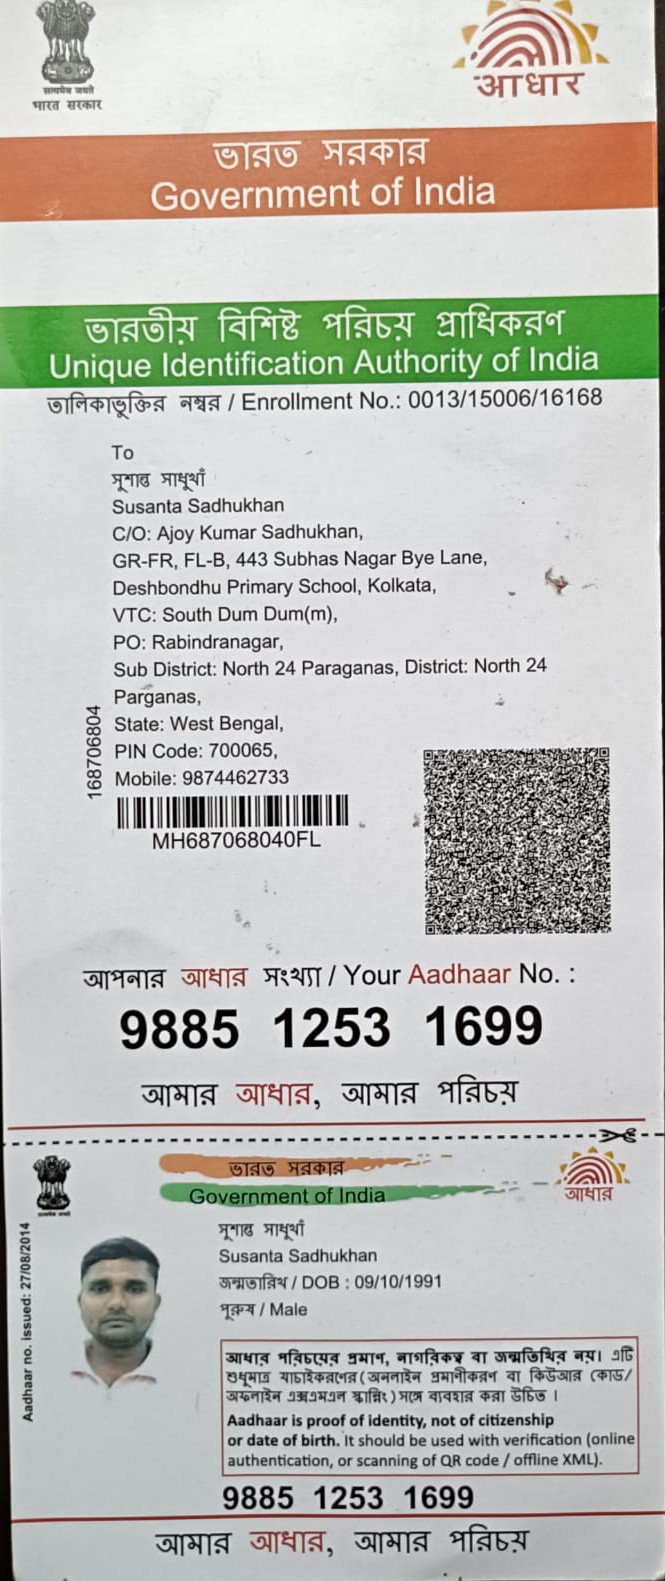 सत्यमेव जयते
भारत सरकार
आधार
ভারত সরকার
Government of India
ভারতীয় বিশিষ্ট পরিচয় প্রাধিকরণ
Unique Identification Authority of India
তালিকাভুক্তির নম্বর / Enrollment No.: 0013/15006/16168
To
সুশান্ত সাধুখাঁ
Susanta Sadhukhan
C/O: Ajoy Kumar Sadhukhan,
GR-FR, FL-B, 443 Subhas Nagar Bye Lane,
Deshbondhu Primary School, Kolkata,
VTC: South Dum Dum(m),
PO: Rabindranagar,
Sub District: North 24 Paraganas, District: North 24
Parganas,
State: West Bengal,
PIN Code: 700065,
Mobile: 9874462733
168706804
MH687068040FL
আপনার আধার সংখ্যা / Your Aadhaar No. :
9885 1253 1699
আমার আধার, আমার পরিচয়
ভারত সরকার
Government of India
আধার
Aadhaar no. issued: 27/08/2014
সুশান্ত সাধুখাঁ
Susanta Sadhukhan
জন্মতারিখ / DOB : 09/10/1991
পুরুষ / Male
আধার পরিচয়ের প্রমাণ, নাগরিকত্ব বা জন্মতিথির নয়। এটি
শুধুমাত্র যাচাইকরণের (অনলাইন প্রমাণীকরণ বা কিউআর কোড/
অফলাইন এক্সএমএল স্ক্যানিং) সঙ্গে ব্যবহার করা উচিত ।
Aadhaar is proof of identity, not of citizenship
or date of birth. It should be used with verification (online
authentication, or scanning of QR code / offline XML).
9885 1253 1699
আমার আধার, আমার পরিচয়